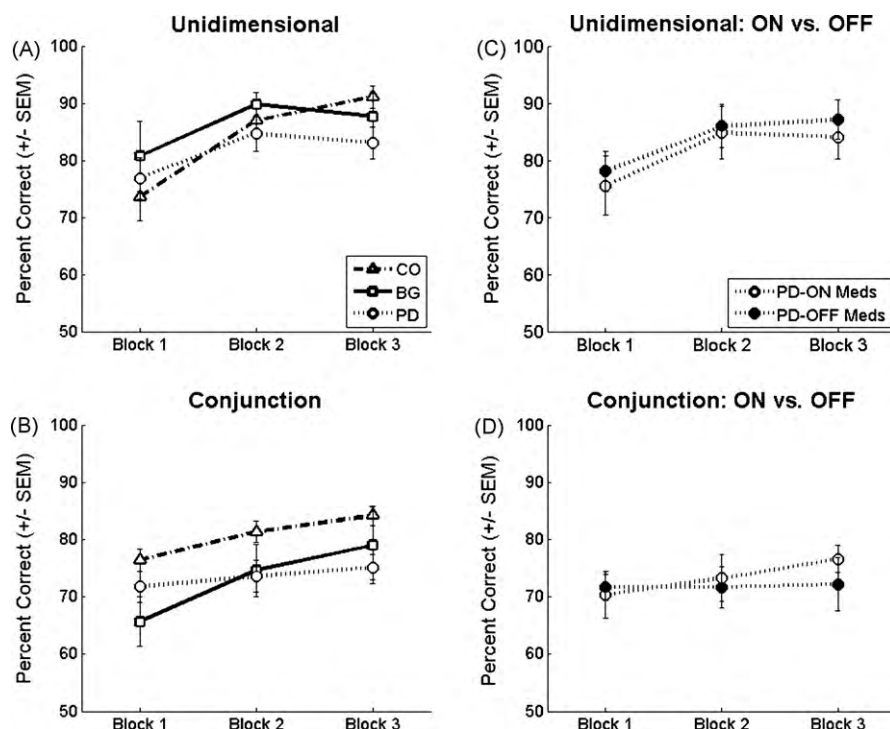 (A)
Unidimensional
Percent Correct (+/- SEM)
100
90
80
70
60
50
Block 1
Block 2
Block 3
CO
BG
PD
(C)
Unidimensional: ON vs. OFF
Percent Correct (+/- SEM)
100
90
80
70
60
50
Block 1
Block 2
Block 3
PD-ON Meds
PD-OFF Meds
(B)
Conjunction
Percent Correct (+/- SEM)
100
90
80
70
60
50
Block 1
Block 2
Block 3
(D)
Conjunction: ON vs. OFF
Percent Correct (+/- SEM)
100
90
80
70
60
50
Block 1
Block 2
Block 3